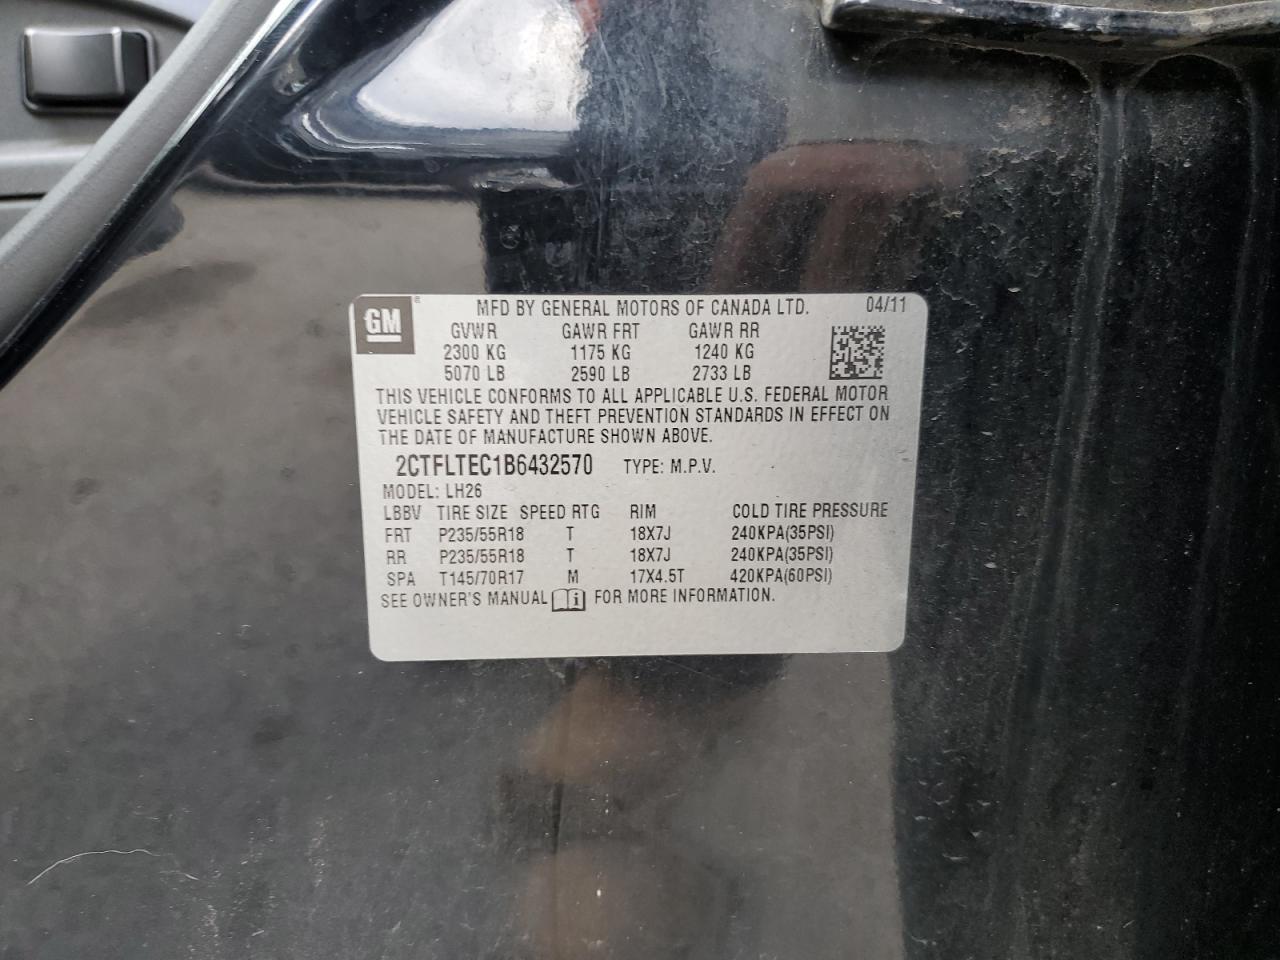 GM® MFD BY GENERAL MOTORS OF CANADA LTD. 04/11
GVWR GAWR FRT GAWR RR
2300 KG 1175 KG 1240 KG
5070 LB 2590 LB 2733 LB
THIS VEHICLE CONFORMS TO ALL APPLICABLE U.S. FEDERAL MOTOR
VEHICLE SAFETY AND THEFT PREVENTION STANDARDS IN EFFECT ON
THE DATE OF MANUFACTURE SHOWN ABOVE.
2CTFLTEC1B6432570 TYPE: M.P.V.
MODEL: LH26
LBBV TIRE SIZE SPEED RTG RIM COLD TIRE PRESSURE
FRT P235/55R18 T 18X7J 240KPA(35PSI)
RR P235/55R18 T 18X7J 240KPA(35PSI)
SPA T145/70R17 M 17X4.5T 420KPA(60PSI)
SEE OWNER'S MANUAL i FOR MORE INFORMATION.